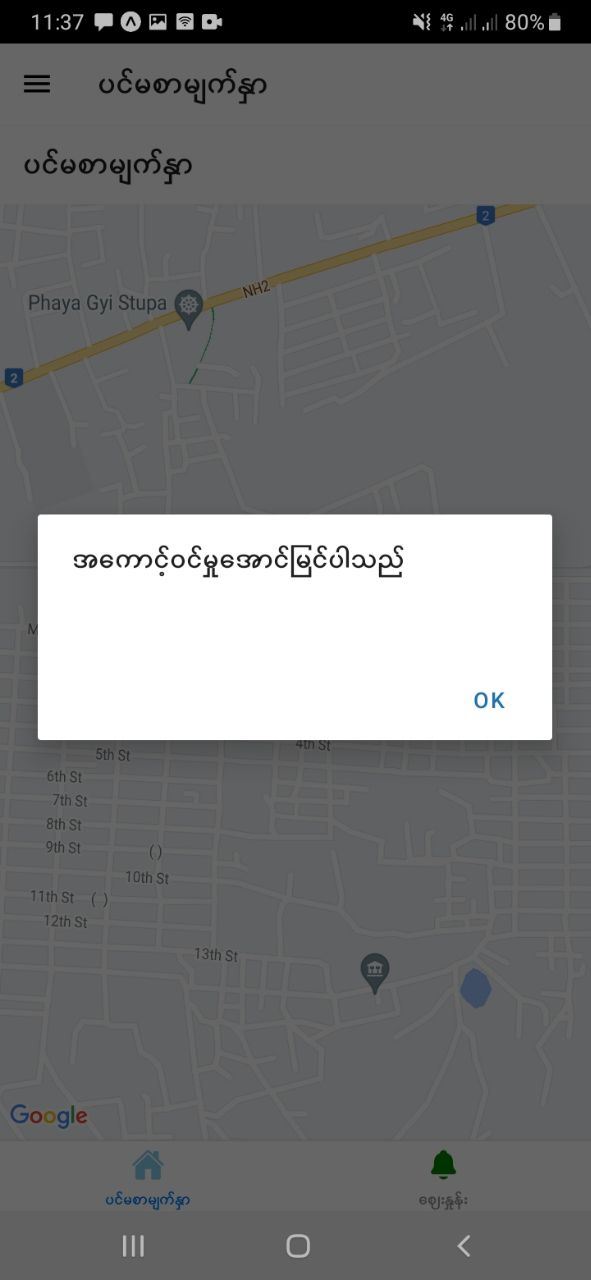 11:37
4G
80%
ပင်မစာမျက်နှာ
ပင်မစာမျက်နှာ
2
NH2
Phaya Gyi Stupa
2
အကောင့်ဝင်မှုအောင်မြင်ပါသည်
M
OK
4th St
5th St
6th St
7th St
8th St
9th St
( )
10th St
11th St ( )
12th St
13th St
Google
ပင်မစာမျက်နှာ
ဈေးနှုန်း